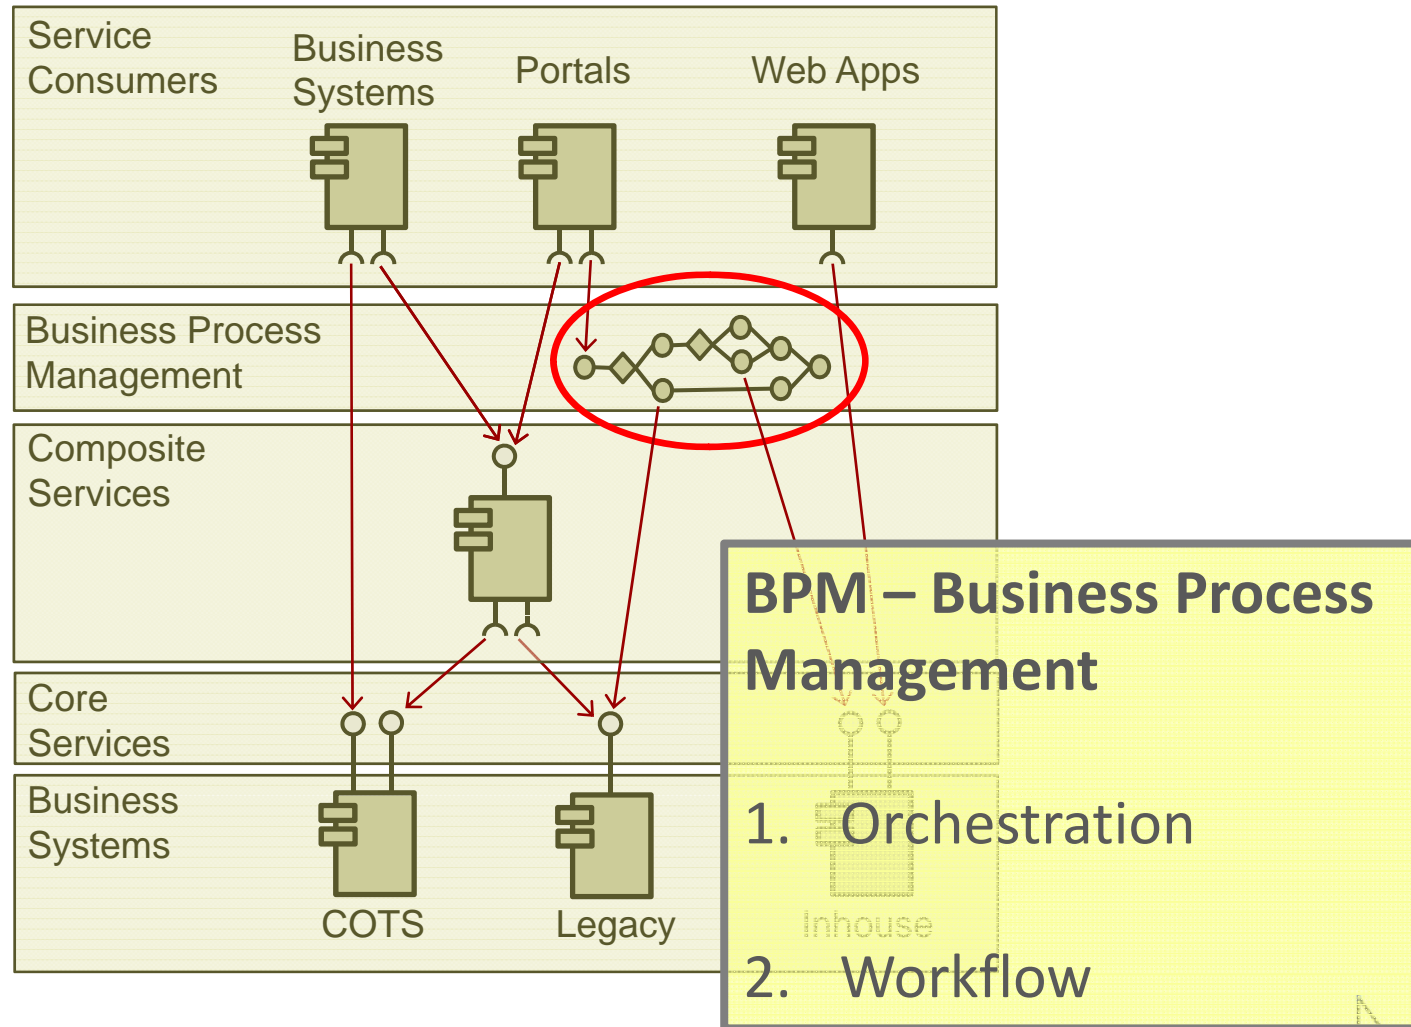 Service
Consumers
Business
Systems
Portals
Web Apps
Business Process
Management
Composite
Services
Core
Services
Business
Systems
COTS
Legacy
Inhouse
BPM – Business Process
Management
1. Orchestration
2. Workflow